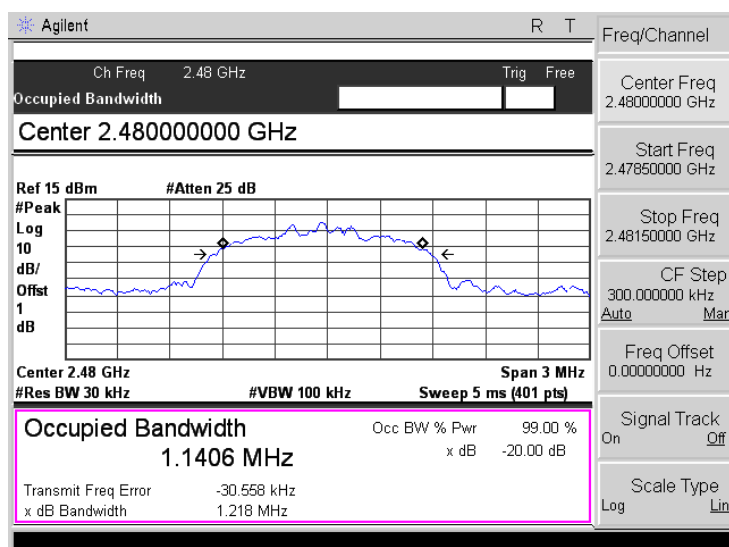 Agilent
R T
Ch Freq 2.48 GHz Trig Free
Occupied Bandwidth
Center 2.480000000 GHz
Ref 15 dBm #Atten 25 dB
#Peak
Log
10
dB/
Offst
1
dB
Center 2.48 GHz Span 3 MHz
#Res BW 30 kHz #VBW 100 kHz Sweep 5 ms (401 pts)
Occupied Bandwidth
1.1406 MHz
Occ BW % Pwr 99.00 %
x dB -20.00 dB
Transmit Freq Error -30.558 kHz
x dB Bandwidth 1.218 MHz
Freq/Channel
Center Freq
2.48000000 GHz
Start Freq
2.47850000 GHz
Stop Freq
2.48150000 GHz
CF Step
300.000000 kHz
Auto Mar
Freq Offset
0.00000000 Hz
Signal Track
On Off
Scale Type
Log Lin